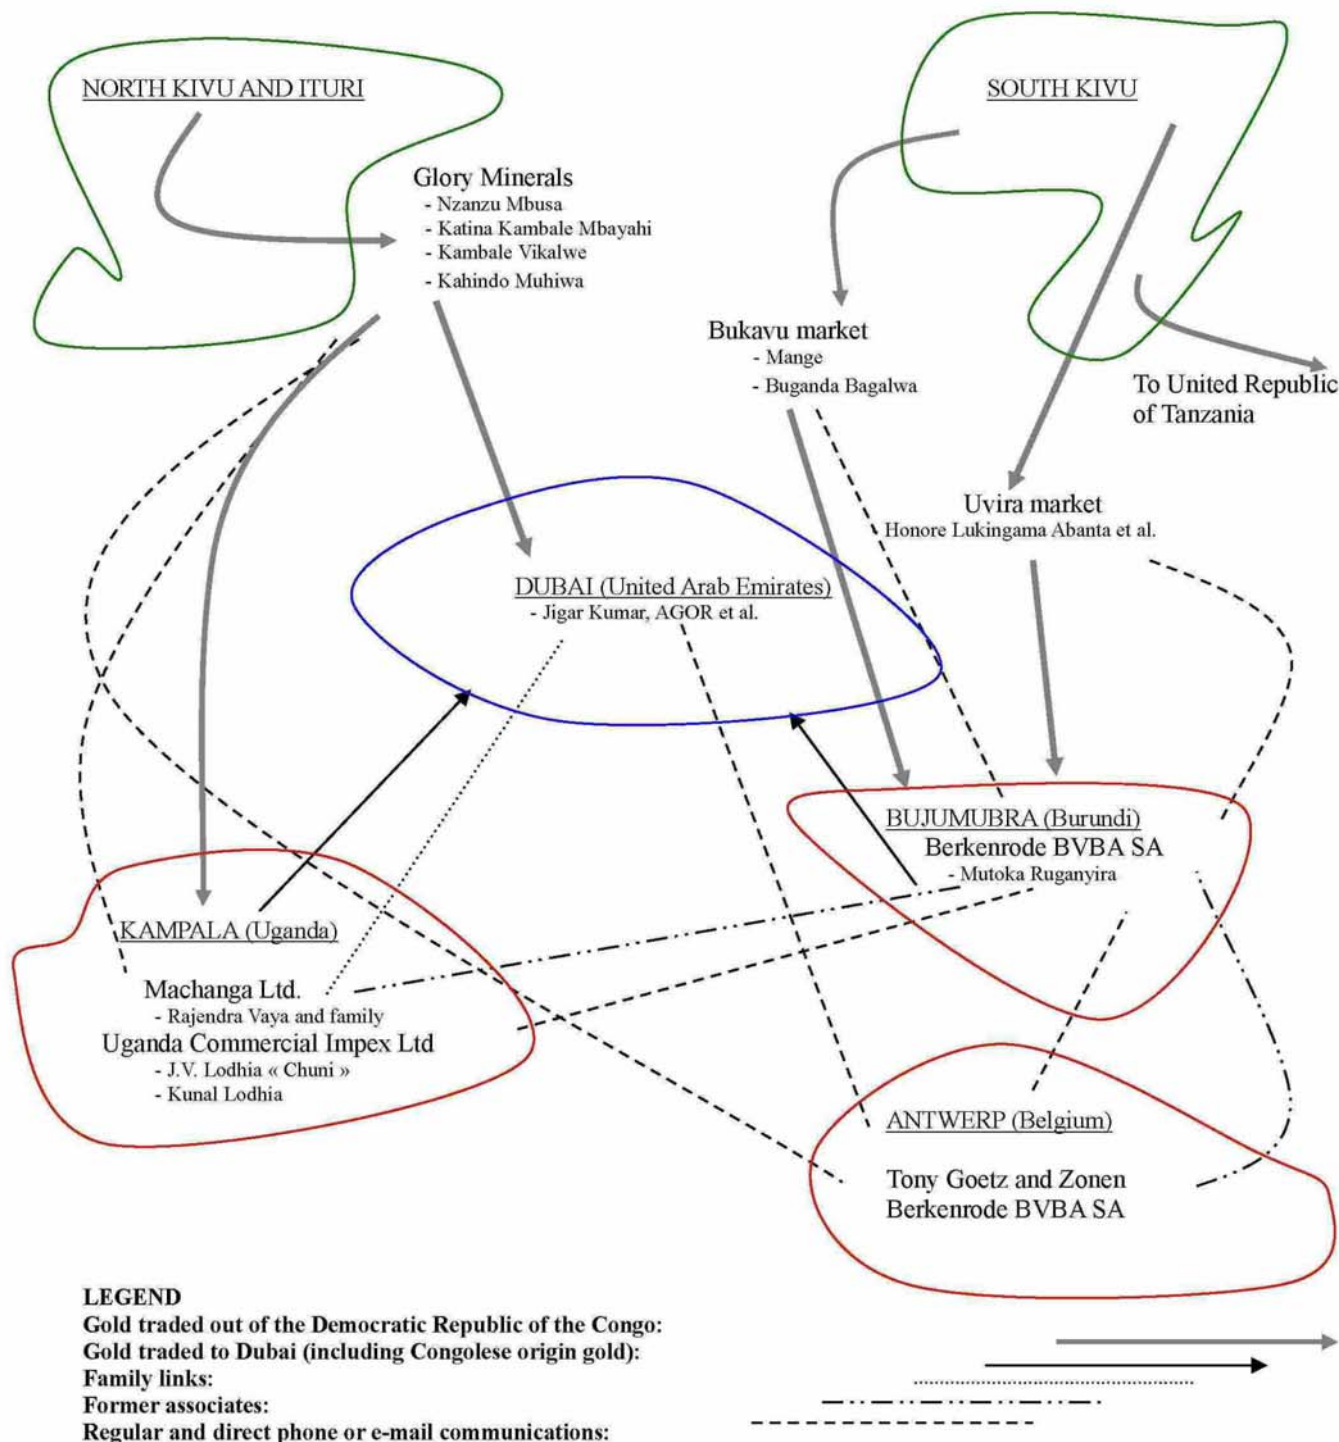 NORTH KIVU AND ITURI
SOUTH KIVU
Glory Minerals
- Nzanzu Mbusa
- Katina Kambale Mbayahi
- Kambale Vikalwe
- Kahindo Muhiwa
Bukavu market
- Mange
- Buganda Bagalwa
To United Republic
of Tanzania
Uvira market
Honore Lukingama Abanta et al.
DUBAI (United Arab Emirates)
- Jigar Kumar, AGOR et al.
BUJUMUBRA (Burundi)
Berkenrode BVBA SA
- Mutoka Ruganyira
KAMPALA (Uganda)
Machanga Ltd.
- Rajendra Vaya and family
Uganda Commercial Impex Ltd
- J.V. Lodhia « Chuni »
- Kunal Lodhia
ANTWERP (Belgium)
Tony Goetz and Zonen
Berkenrode BVBA SA
LEGEND
Gold traded out of the Democratic Republic of the Congo:
Gold traded to Dubai (including Congolese origin gold):
Family links:
Former associates:
Regular and direct phone or e-mail communications: